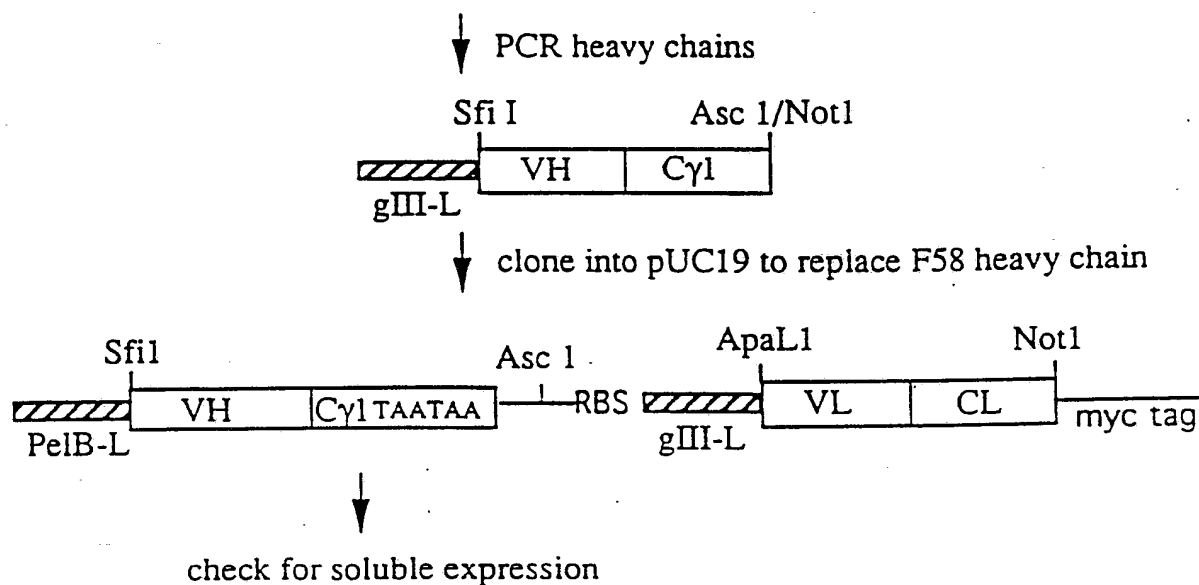 PCR heavy chains
Sfi I Asc 1/Not1
VH Cγ1
gIII-L
clone into pUC19 to replace F58 heavy chain
Sfi1 Asc 1 ApaL1 Not1
VH Cγ1 TAATAA RBS VL CL
PelB-L gIII-L myc tag
check for soluble expression